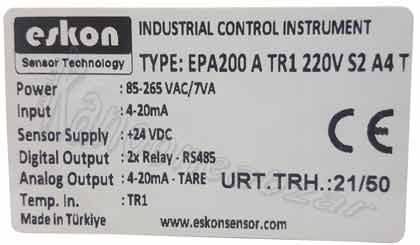 eskon
Sensor Technology
INDUSTRIAL CONTROL INSTRUMENT
TYPE: EPA200 A TR1 220V S2 A4 T
Power : 85-265 VAC/7VA
Input : 4-20mA
Sensor Supply : +24 VDC
Digital Output : 2x Relay - RS485
Analog Output : 4-20mA - TARE
URT.TRH.:21/50
Temp. In. : TR1
Made in Türkiye
www.eskonsensor.com